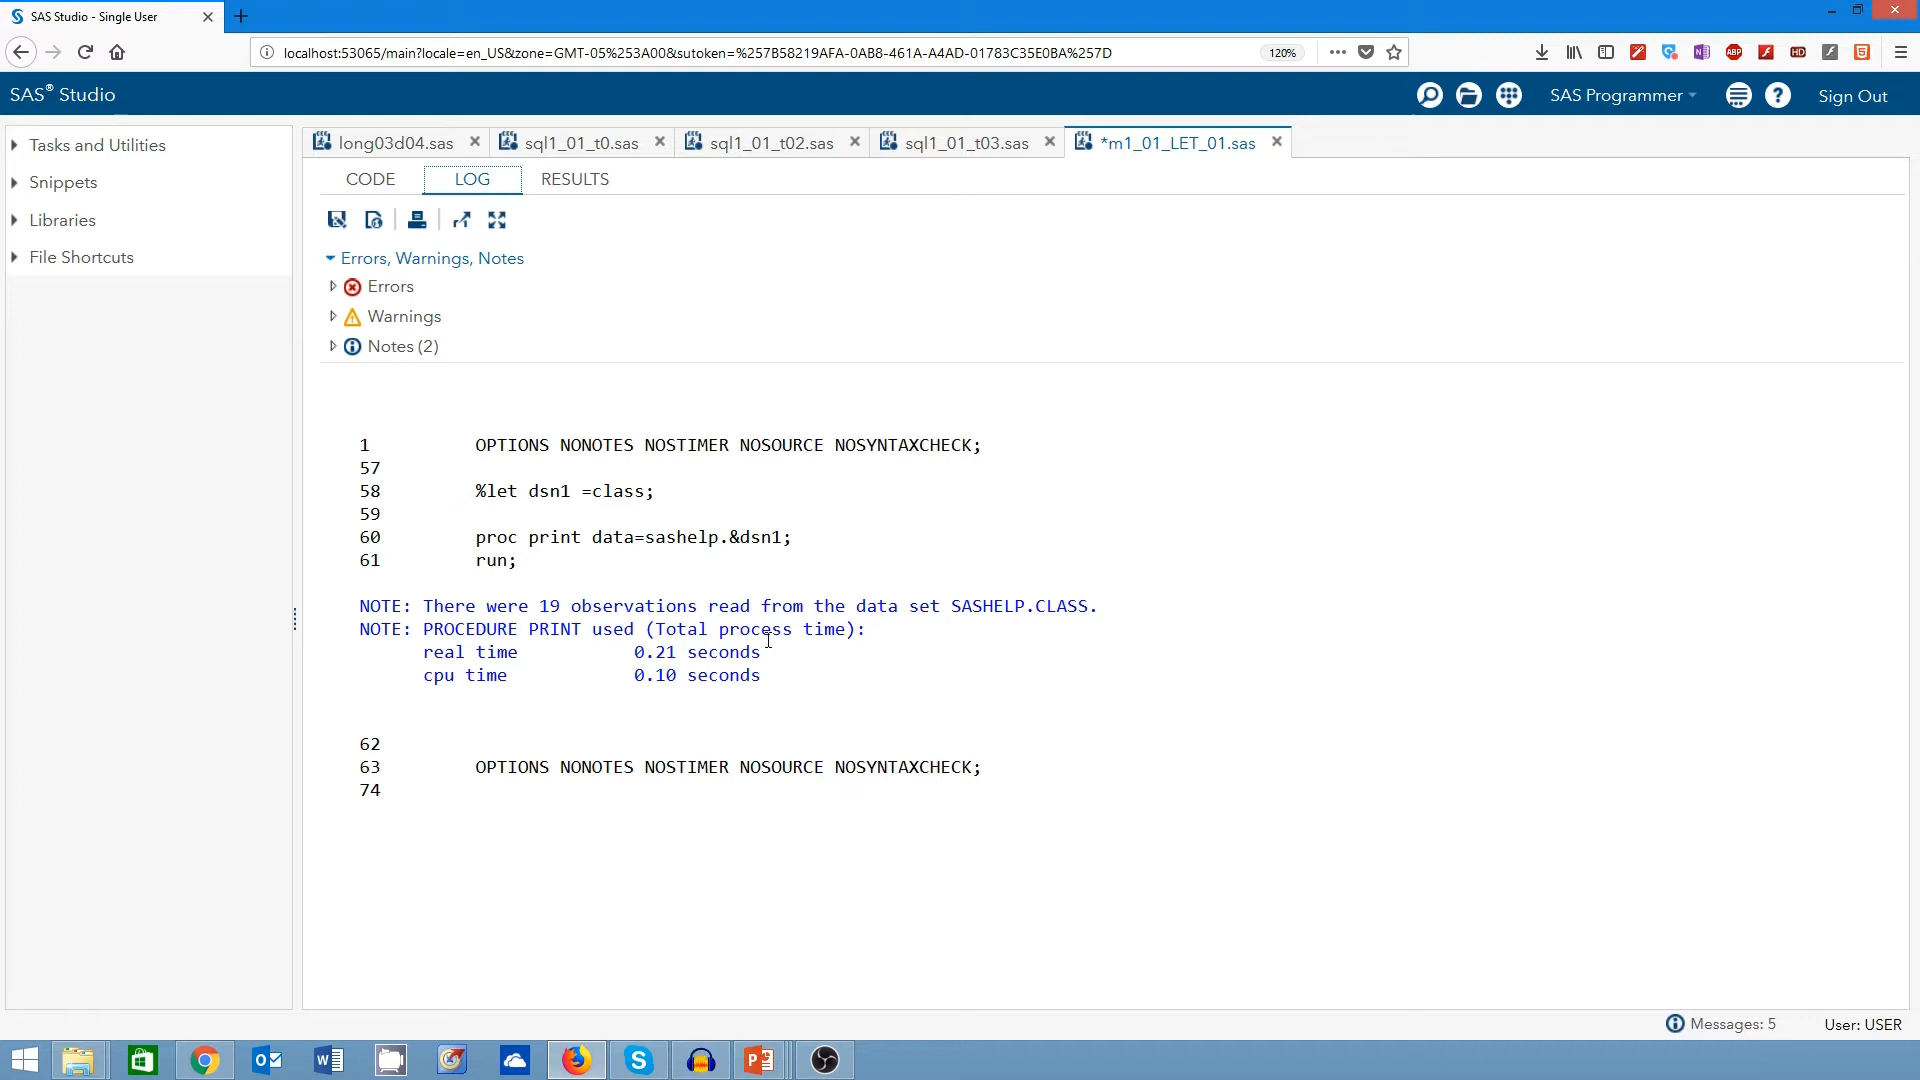 SAS Studio - Single User
localhost:53065/main?locale=en_US&zone=GMT-05%253A00&sutoken=%257B58219AFA-0AB8-461A-A4AD-01783C35E0BA%257D
120%
SAS® Studio
SAS Programmer
Sign Out
Tasks and Utilities
Snippets
Libraries
File Shortcuts
long03d04.sas
sql1_01_t0.sas
sql1_01_t02.sas
sql1_01_t03.sas
*m1_01_LET_01.sas
CODE
LOG
RESULTS
Errors, Warnings, Notes
Errors
Warnings
Notes (2)
1 OPTIONS NONOTES NOSTIMER NOSOURCE NOSYNTAXCHECK;
57
58 %let dsn1 =class;
59
60 proc print data=sashelp.&dsn1;
61 run;
NOTE: There were 19 observations read from the data set SASHELP.CLASS.
NOTE: PROCEDURE PRINT used (Total process time):
real time 0.21 seconds
cpu time 0.10 seconds
62
63 OPTIONS NONOTES NOSTIMER NOSOURCE NOSYNTAXCHECK;
74
Messages: 5
User: USER